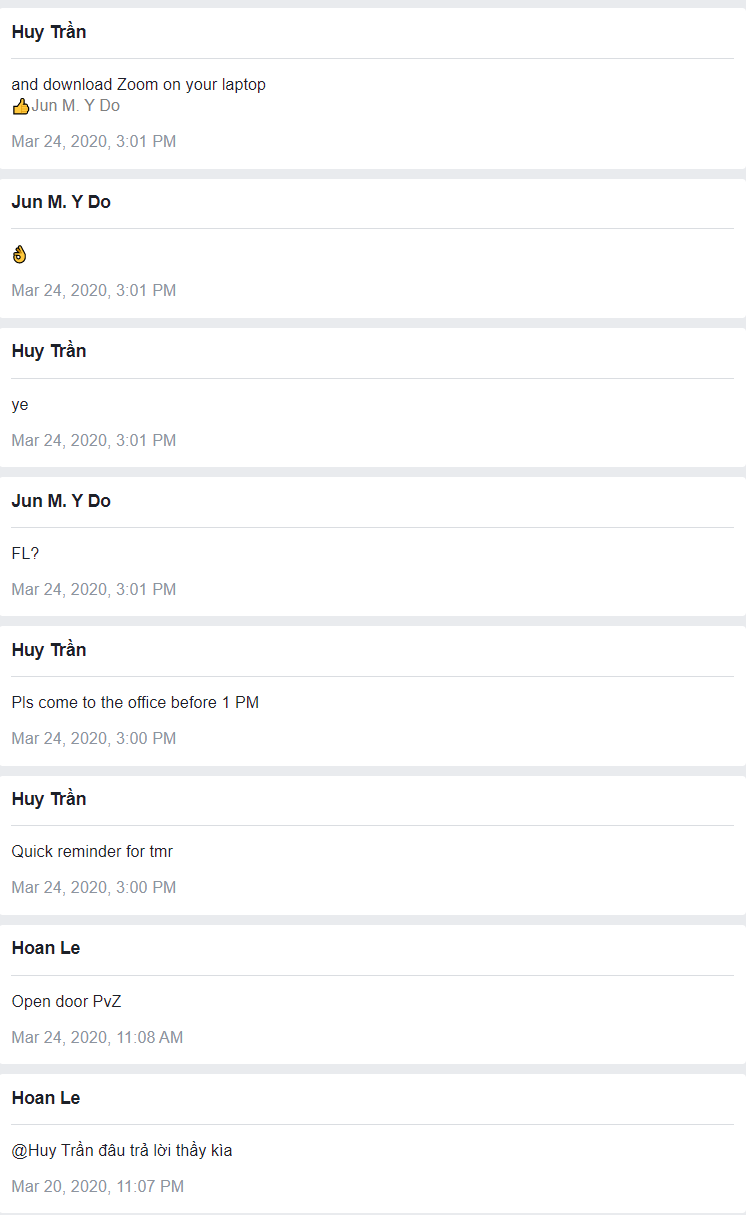 Huy Trần
and download Zoom on your laptop
👍Jun M. Y Do
Mar 24, 2020, 3:01 PM
Jun M. Y Do
👌
Mar 24, 2020, 3:01 PM
Huy Trần
ye
Mar 24, 2020, 3:01 PM
Jun M. Y Do
FL?
Mar 24, 2020, 3:01 PM
Huy Trần
Pls come to the office before 1 PM
Mar 24, 2020, 3:00 PM
Huy Trần
Quick reminder for tmr
Mar 24, 2020, 3:00 PM
Hoan Le
Open door PvZ
Mar 24, 2020, 11:08 AM
Hoan Le
@Huy Trần đâu trả lời thầy kìa
Mar 20, 2020, 11:07 PM